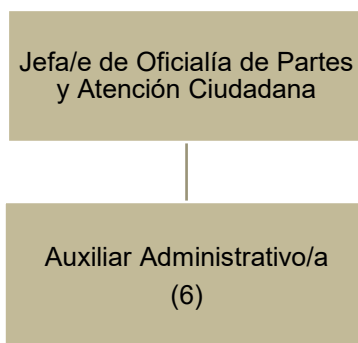 Jefa/e de Oficialía de Partes
y Atención Ciudadana
Auxiliar Administrativo/a
(6)